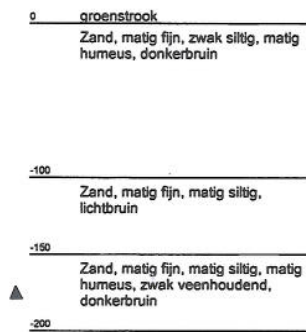 0 groenstrook
Zand, matig fijn, zwak siltig, matig
humeus, donkerbruin
-100
Zand, matig fijn, matig siltig,
lichtbruin
-150
Zand, matig fijn, matig siltig, matig
humeus, zwak veenhoudend,
donkerbruin
-200